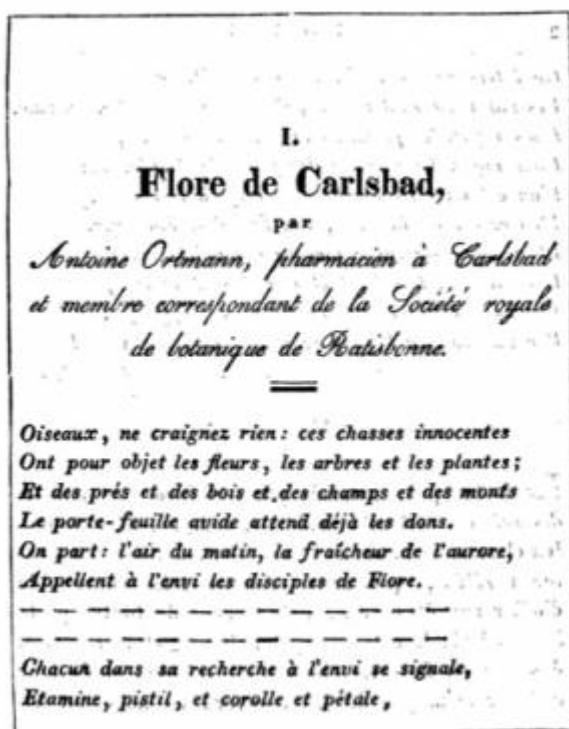 2
I.
Flore de Carlsbad,
par
Antoine Ortmann, pharmacien à Carlsbad
et membre correspondant de la Société royale
de botanique de Ratisbonne.
Oiseaux, ne craignez rien: ces chasses innocentes
Ont pour objet les fleurs, les arbres et les plantes;
Et des prés et des bois et des champs et des monts
Le porte-feuille avide attend déjà les dons.
On part: l'air du matin, la fraîcheur de l'aurore,
Appellent à l'envi les disciples de Flore.
— — — — — — — — — — — — —
— — — — — — — — — — — — —
Chacun dans sa recherche à l'envi se signale,
Etamine, pistil, et corolle et pétale,